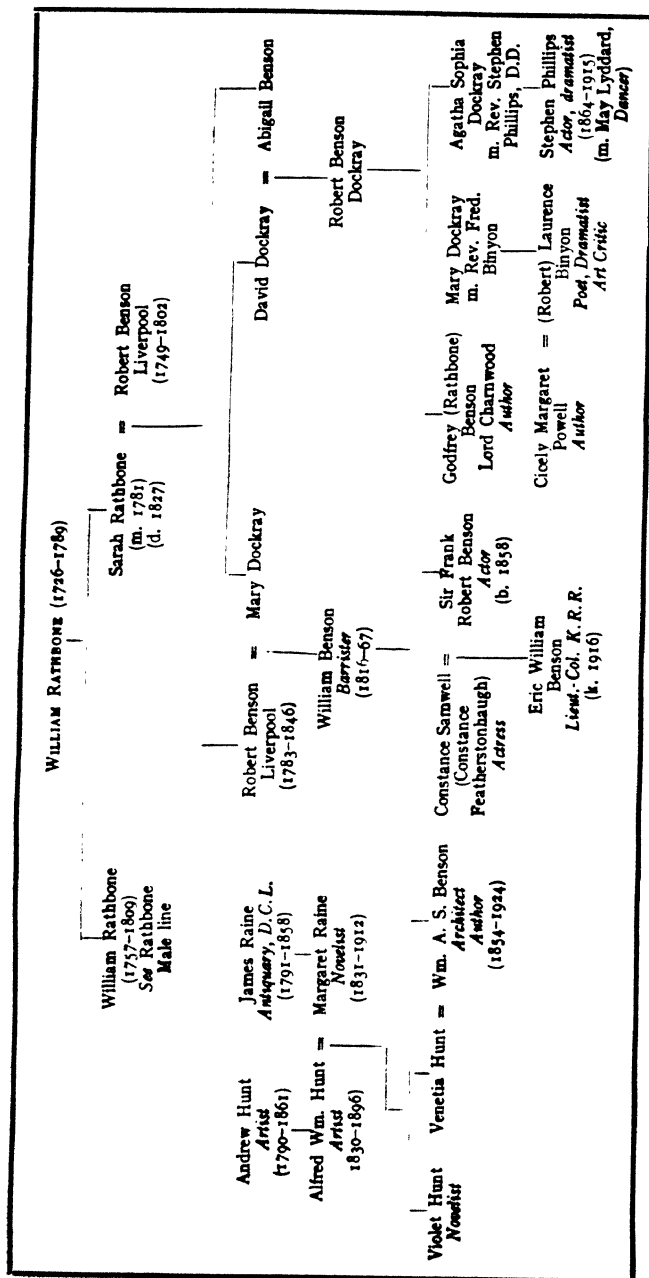 WILLIAM RATHBONE (1726–1789)
William Rathbone
(1757–1809)
See Rathbone
Male line
Sarah Rathbone = Robert Benson
(m. 1781)
(d. 1827)
Liverpool
(1749–1802)
Andrew Hunt
Artist
(1790–1861)
James Raine
Antiquary, D.C.L.
(1791–1858)
Robert Benson = Mary Dockray
Liverpool
(1783–1846)
David Dockray = Abigall Benson
Alfred Wm. Hunt = Margaret Raine
Artist
1830–1896)
Novelist
(1831–1912)
William Benson
Barrister
(1816–67)
Robert Benson
Dockray
Violet Hunt
Novelist
Venetia Hunt = Wm. A. S. Benson
Architect
Author
(1854–1924)
Constance Samwell =
(Constance
Featherstonhaugh)
Actress
Sir Frank
Robert Benson
Actor
(b. 1858)
Godfrey (Rathbone)
Benson
Lord Charnwood
Author
Mary Dockray
m. Rev. Fred.
Binyon
Agatha Sophia
Dockray
m. Rev. Stephen
Phillips, D.D.
Eric William
Benson
Lieut.-Col. K.R.R.
(k. 1916)
Cicely Margaret = (Robert) Laurence
Powell
Author
Binyon
Poet, Dramatist
Art Critic
Stephen Phillips
Actor, dramatist
(1864–1915)
(m. May Lyddard,
Dancer)